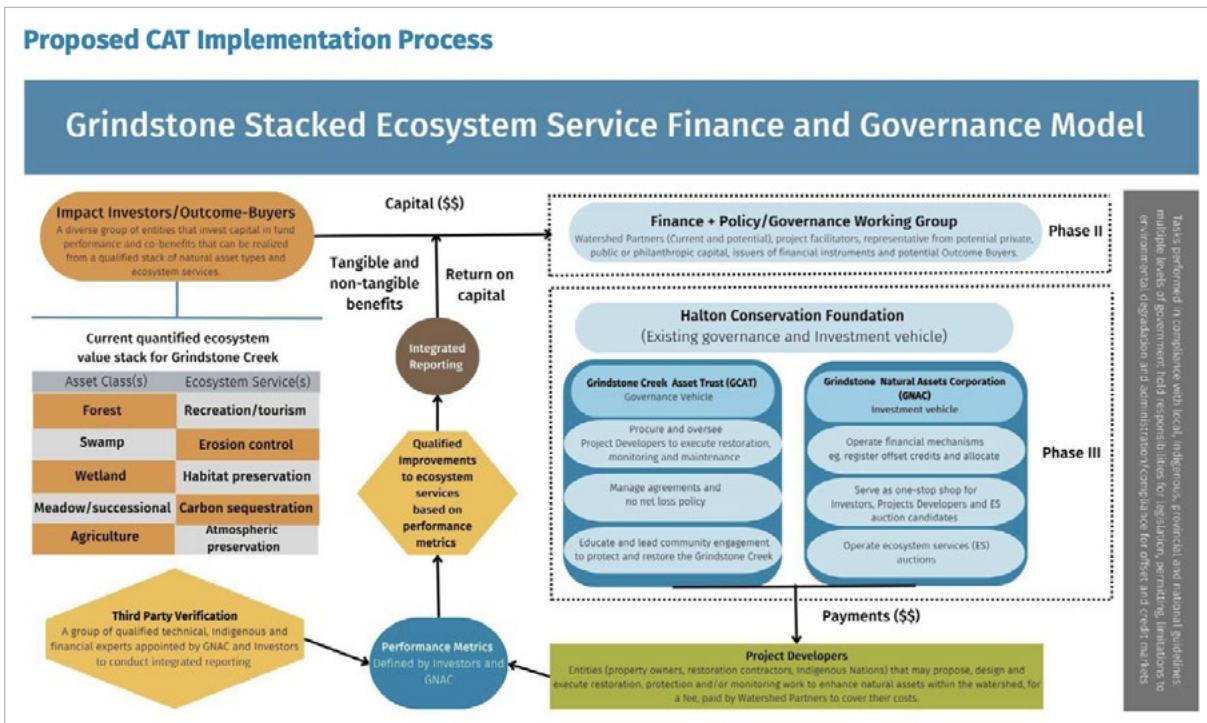 Proposed CAT Implementation Process
Grindstone Stacked Ecosystem Service Finance and Governance Model
Impact Investors/Outcome-Buyers
A diverse group of entities that invest capital in fund
performance and co-benefits that can be realized
from a qualified stack of natural asset types and
ecosystem services.
Capital ($$)
Tangible and
non-tangible
benefits
Return on
capital
Finance + Policy/Governance Working Group
Watershed Partners (Current and potential), project facilitators, representative from potential private,
public or philanthropic capital, issuers of financial instruments and potential Outcome Buyers.
Phase II
Current quantified ecosystem
value stack for Grindstone Creek
Asset Class(s) Ecosystem Service(s)
Forest Recreation/tourism
Swamp Erosion control
Wetland Habitat preservation
Meadow/successional Carbon sequestration
Agriculture Atmospheric
preservation
Integrated
Reporting
Qualified
Improvements
to ecosystem
services
based on
performance
metrics
Halton Conservation Foundation
(Existing governance and Investment vehicle)
Grindstone Creek Asset Trust (GCAT)
Governance Vehicle
Procure and oversee
Project Developers to execute restoration,
monitoring and maintenance
Manage agreements and
no net loss policy
Educate and lead community engagement
to protect and restore the Grindstone Creek
Grindstone Natural Assets Corporation
(GNAC)
Investment vehicle
Operate financial mechanisms
eg. register offset credits and allocate
Serve as one-stop shop for
Investors, Projects Developers and ES
auction candidates
Operate ecosystem services (ES)
auctions
Phase III
Payments ($$)
Third Party Verification
A group of qualified technical, Indigenous and
financial experts appointed by GNAC and Investors
to conduct integrated reporting
Performance Metrics
Defined by Investors and
GNAC
Project Developers
Entities (property owners, restoration contractors, Indigenous Nations) that may propose, design and
execute restoration, protection and/or monitoring work to enhance natural assets within the watershed, for
a fee, paid by Watershed Partners to cover their costs.
Tasks performed in compliance with local, Indigenous, provincial and national guidelines:
multiple levels of government hold responsibilities for legislation, permitting, limitations to
environmental degradation and administration/compliance for offset and credit markets